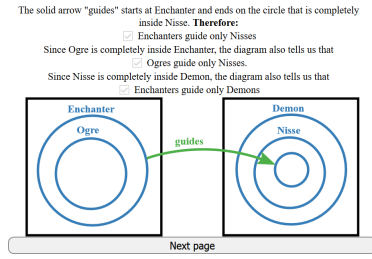 The solid arrow "guides" starts at Enchanter and ends on the circle that is completely
inside Nisse. Therefore:
Enchanters guide only Nisses
Since Ogre is completely inside Enchanter, the diagram also tells us that
Ogres guide only Nisses.
Since Nisse is completely inside Demon, the diagram also tells us that
Enchanters guide only Demons
Enchanter
Ogre
guides
Demon
Nisse
Next page